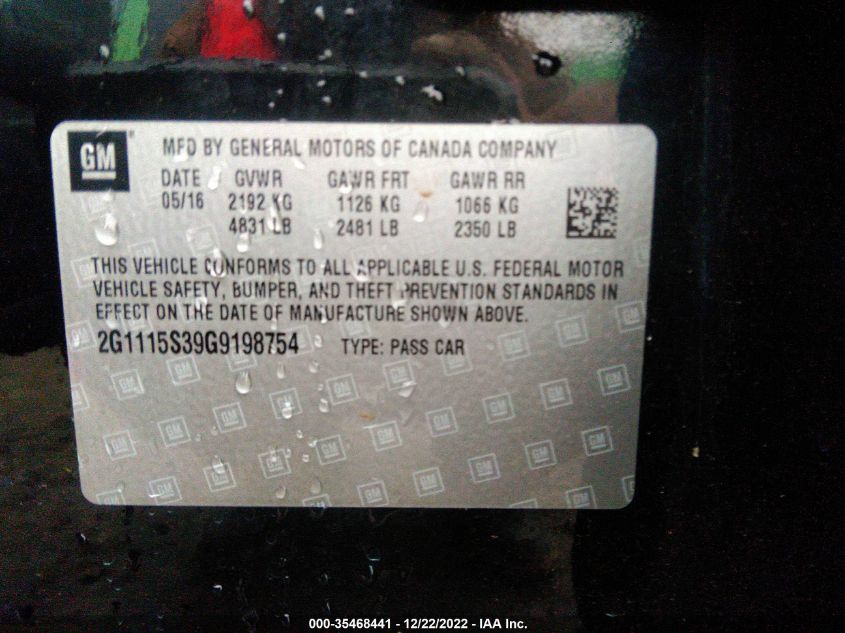 GM ® MFD BY GENERAL MOTORS OF CANADA COMPANY
DATE GVWR GAWR FRT GAWR RR
05/16 2192 KG 1126 KG 1066 KG
4831 LB 2481 LB 2350 LB
THIS VEHICLE CONFORMS TO ALL APPLICABLE U.S. FEDERAL MOTOR
VEHICLE SAFETY, BUMPER, AND THEFT PREVENTION STANDARDS IN
EFFECT ON THE DATE OF MANUFACTURE SHOWN ABOVE.
2G1115S39G9198754 TYPE: PASS CAR
000-35468441 - 12/22/2022 - IAA Inc.